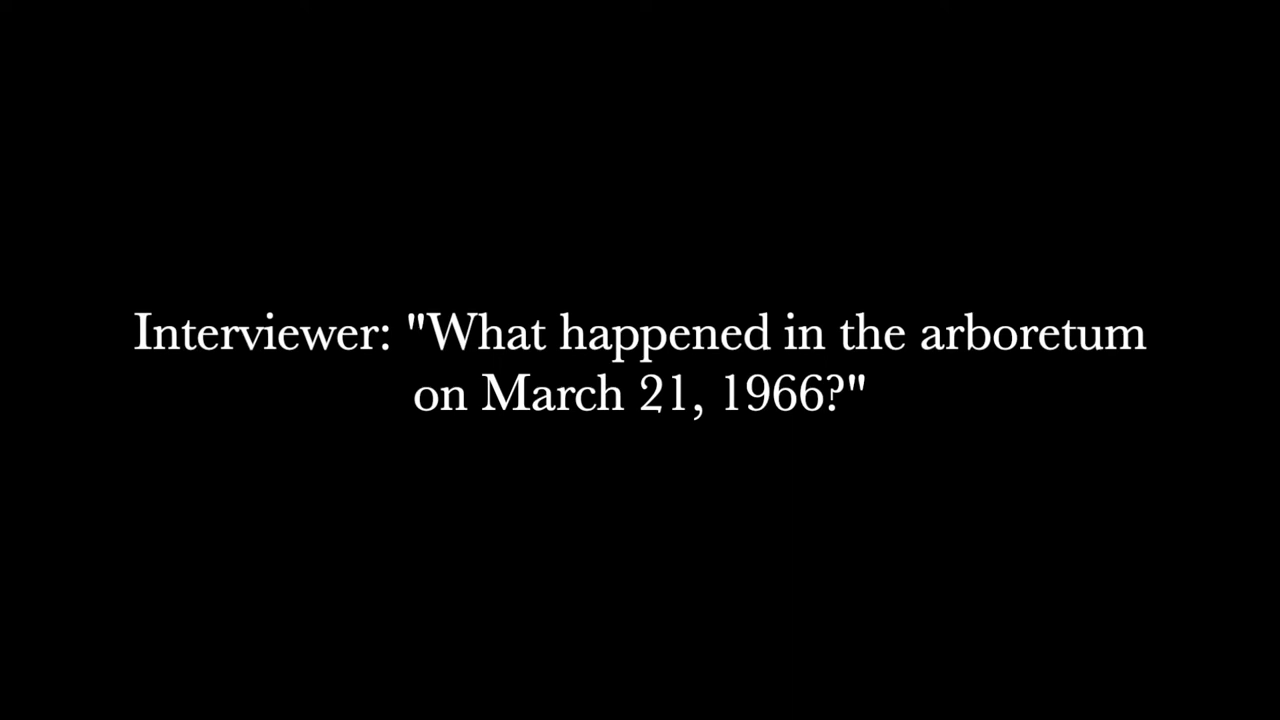 Interviewer: "What happened in the arboretum
on March 21, 1966?"